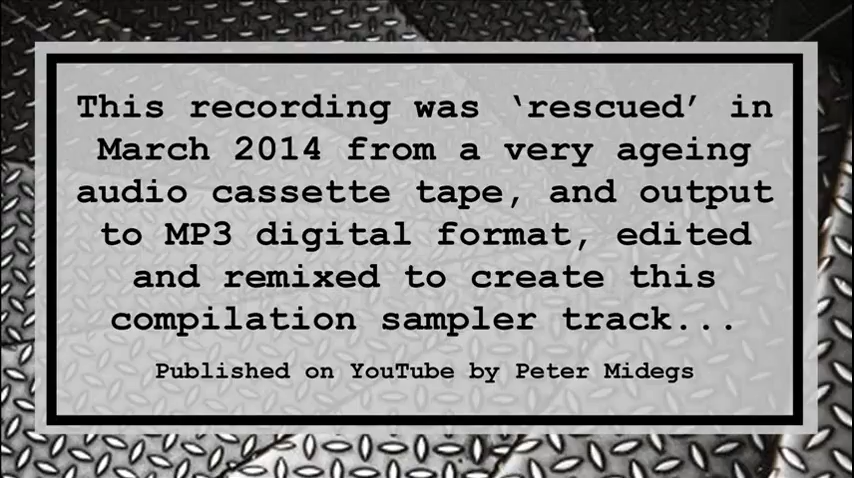 This recording was ‘rescued’ in
March 2014 from a very ageing
audio cassette tape, and output
to MP3 digital format, edited
and remixed to create this
compilation sampler track...
Published on YouTube by Peter Midegs